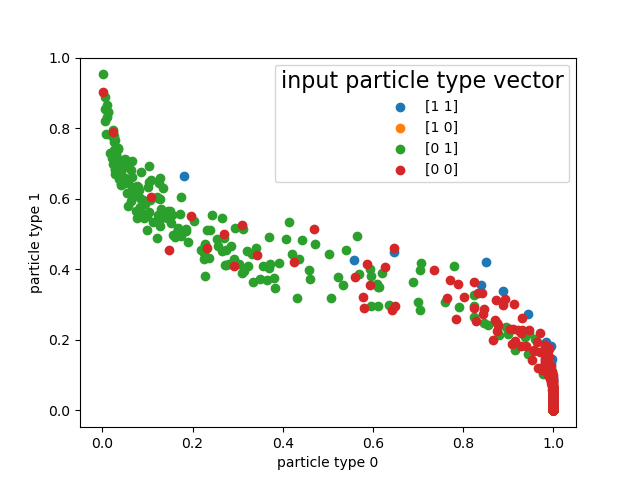 input particle type vector
[1 1]
[1 0]
[0 1]
[0 0]
1.0
0.8
0.6
0.4
0.2
0.0
particle type 1
0.0 0.2 0.4 0.6 0.8 1.0
particle type 0